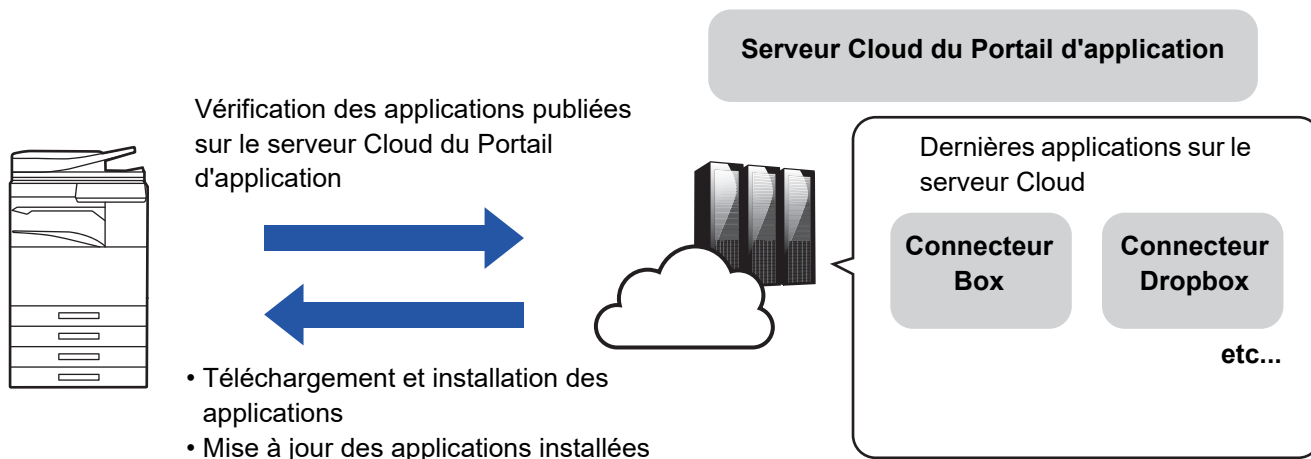 Serveur Cloud du Portail d'application
Vérification des applications publiées
sur le serveur Cloud du Portail
d'application
Dernières applications sur le
serveur Cloud
Connecteur
Box
Connecteur
Dropbox
etc...
• Téléchargement et installation des
applications
• Mise à jour des applications installées